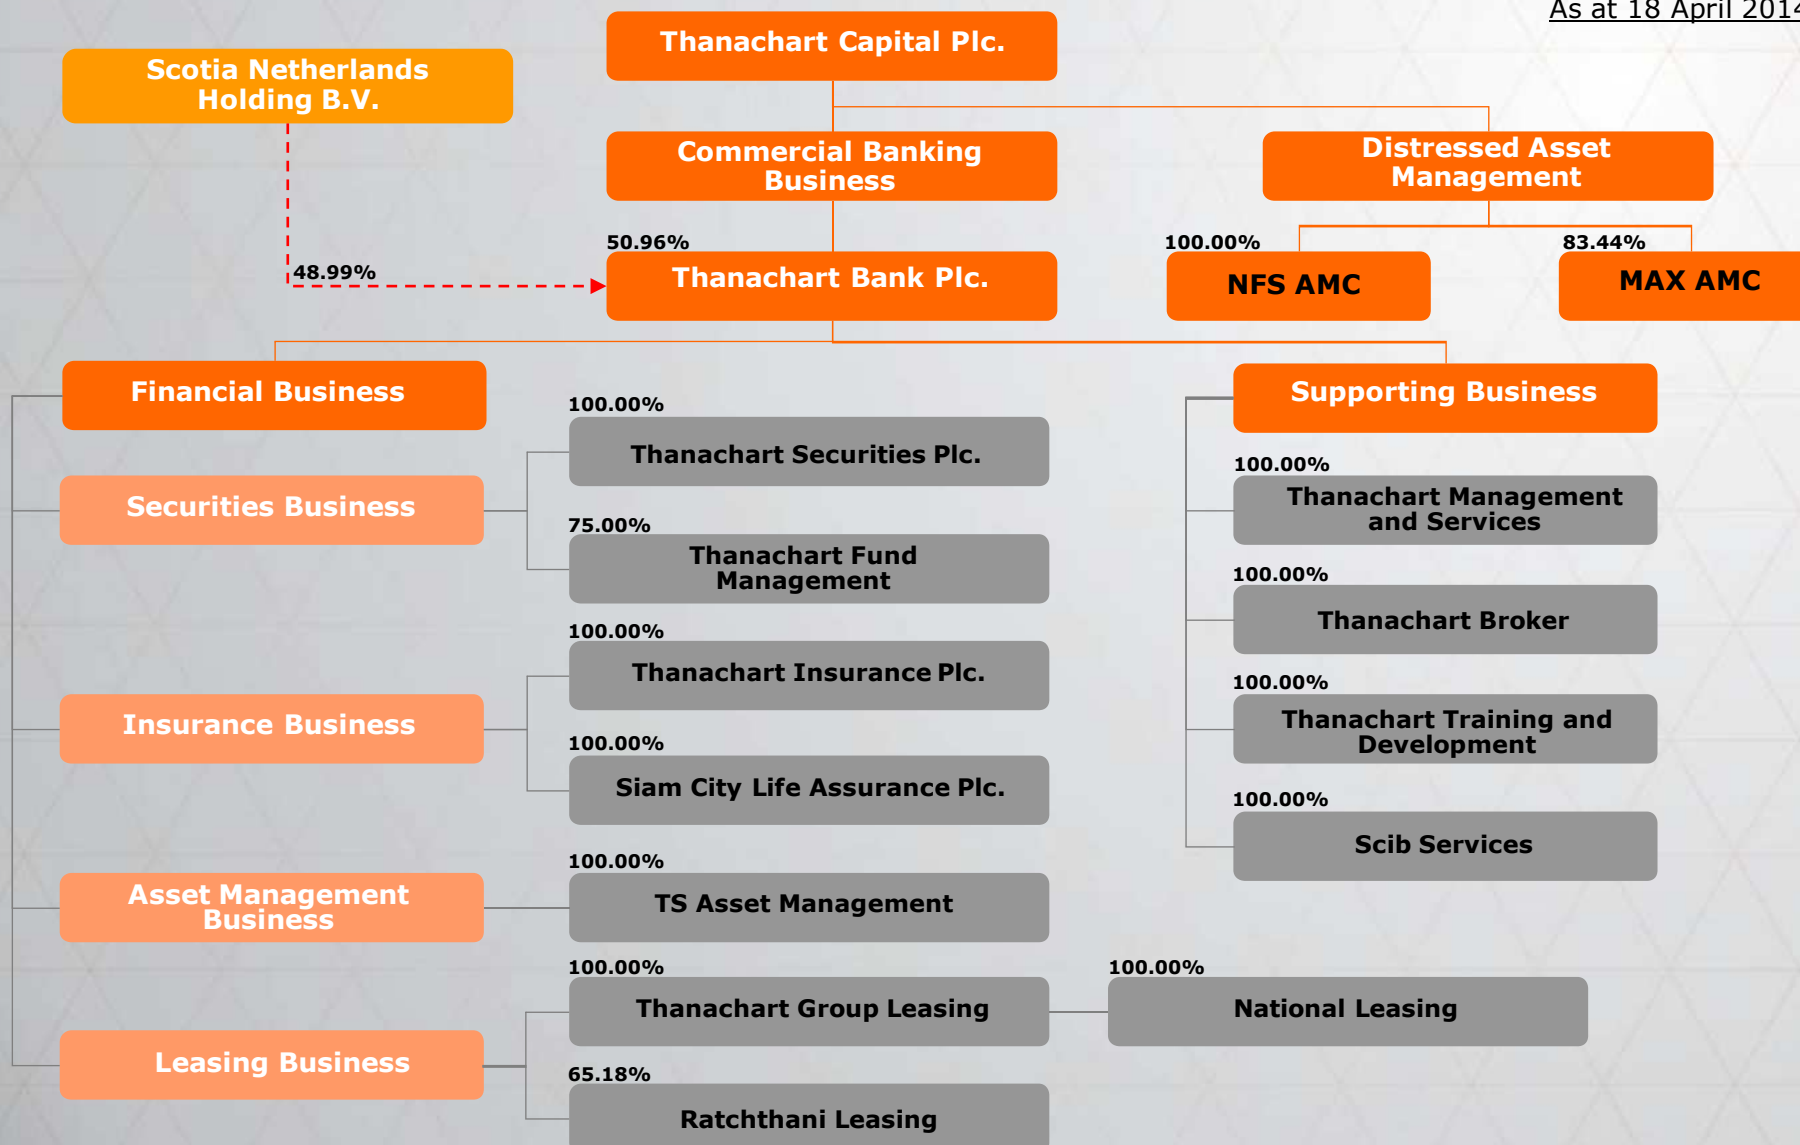 As at 18 April 2014
Thanachart Capital Plc.
Scotia Netherlands
Holding B.V.
Commercial Banking
Business
Distressed Asset
Management
50.96%
100.00%
83.44%
48.99%
Thanachart Bank Plc.
NFS AMC
MAX AMC
Financial Business
Supporting Business
100.00%
Thanachart Securities Plc.
Securities Business
75.00%
Thanachart Fund
Management
100.00%
Thanachart Insurance Plc.
Insurance Business
100.00%
Siam City Life Assurance Plc.
100.00%
Asset Management
Business
TS Asset Management
100.00%
Thanachart Group Leasing
100.00%
National Leasing
Leasing Business
65.18%
Ratchthani Leasing
100.00%
Thanachart Management
and Services
100.00%
Thanachart Broker
100.00%
Thanachart Training and
Development
100.00%
Scib Services